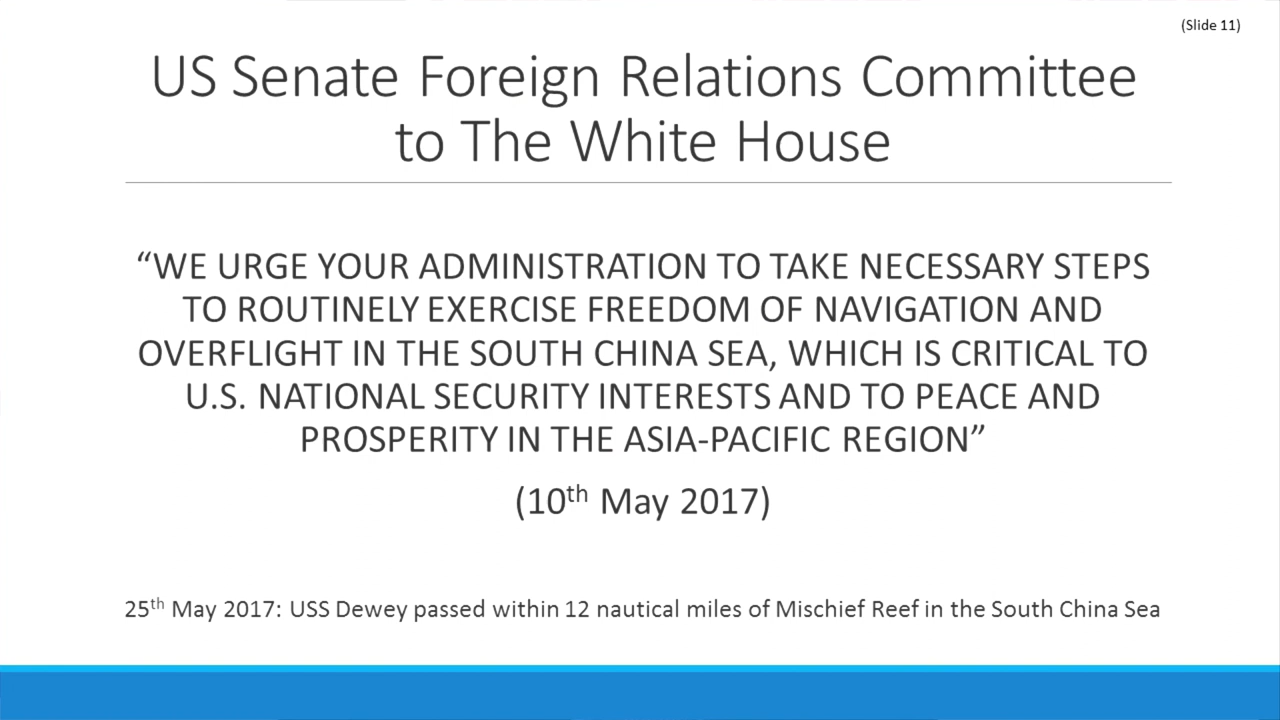 (Slide 11)
US Senate Foreign Relations Committee
to The White House
“WE URGE YOUR ADMINISTRATION TO TAKE NECESSARY STEPS
TO ROUTINELY EXERCISE FREEDOM OF NAVIGATION AND
OVERFLIGHT IN THE SOUTH CHINA SEA, WHICH IS CRITICAL TO
U.S. NATIONAL SECURITY INTERESTS AND TO PEACE AND
PROSPERITY IN THE ASIA-PACIFIC REGION”
(10th May 2017)
25th May 2017: USS Dewey passed within 12 nautical miles of Mischief Reef in the South China Sea